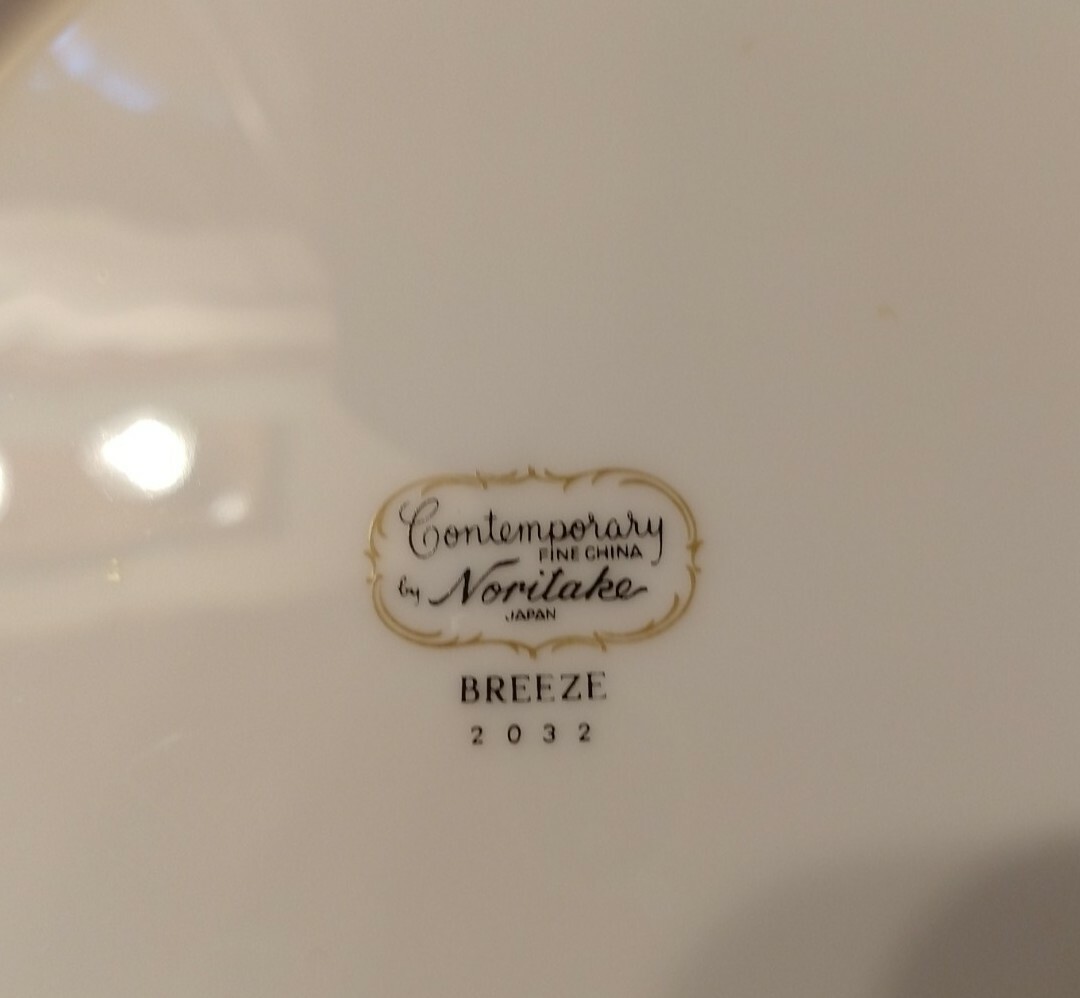 Contemporary
FINE CHINA
by Noritake
JAPAN
BREEZE
2032